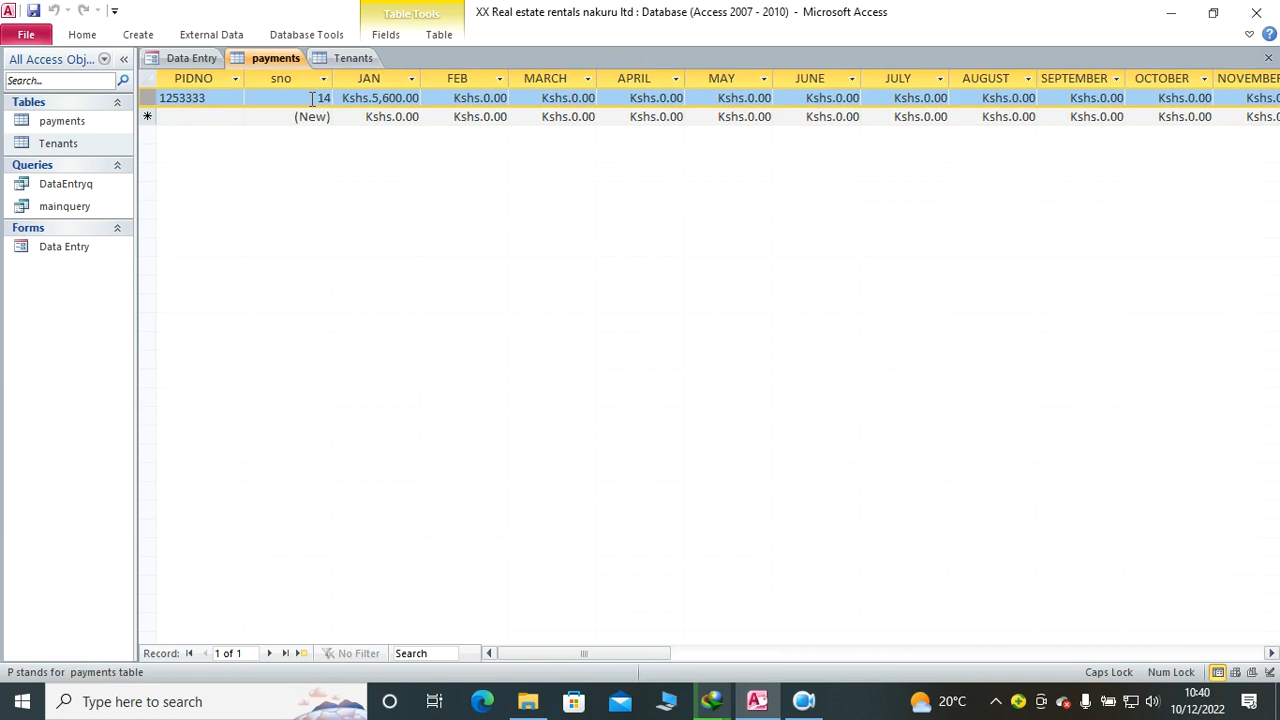 Table Tools
XX Real estate rentals nakuru ltd : Database (Access 2007 - 2010) - Microsoft Access
File Home Create External Data Database Tools Fields Table
All Access Obj... « Data Entry payments Tenants
Search...
PIDNO sno JAN FEB MARCH APRIL MAY JUNE JULY AUGUST SEPTEMBER OCTOBER NOVEMBER
1253333 14 Kshs.5,600.00 Kshs.0.00 Kshs.0.00 Kshs.0.00 Kshs.0.00 Kshs.0.00 Kshs.0.00 Kshs.0.00 Kshs.0.00 Kshs.0.00 Kshs.0.0
(New) Kshs.0.00 Kshs.0.00 Kshs.0.00 Kshs.0.00 Kshs.0.00 Kshs.0.00 Kshs.0.00 Kshs.0.00 Kshs.0.00 Kshs.0.00 Kshs.0.0
Tables
payments
Tenants
Queries
DataEntryq
mainquery
Forms
Data Entry
Record: 1 of 1 No Filter Search
P stands for payments table Caps Lock Num Lock
Type here to search 20°C 10:40
10/12/2022